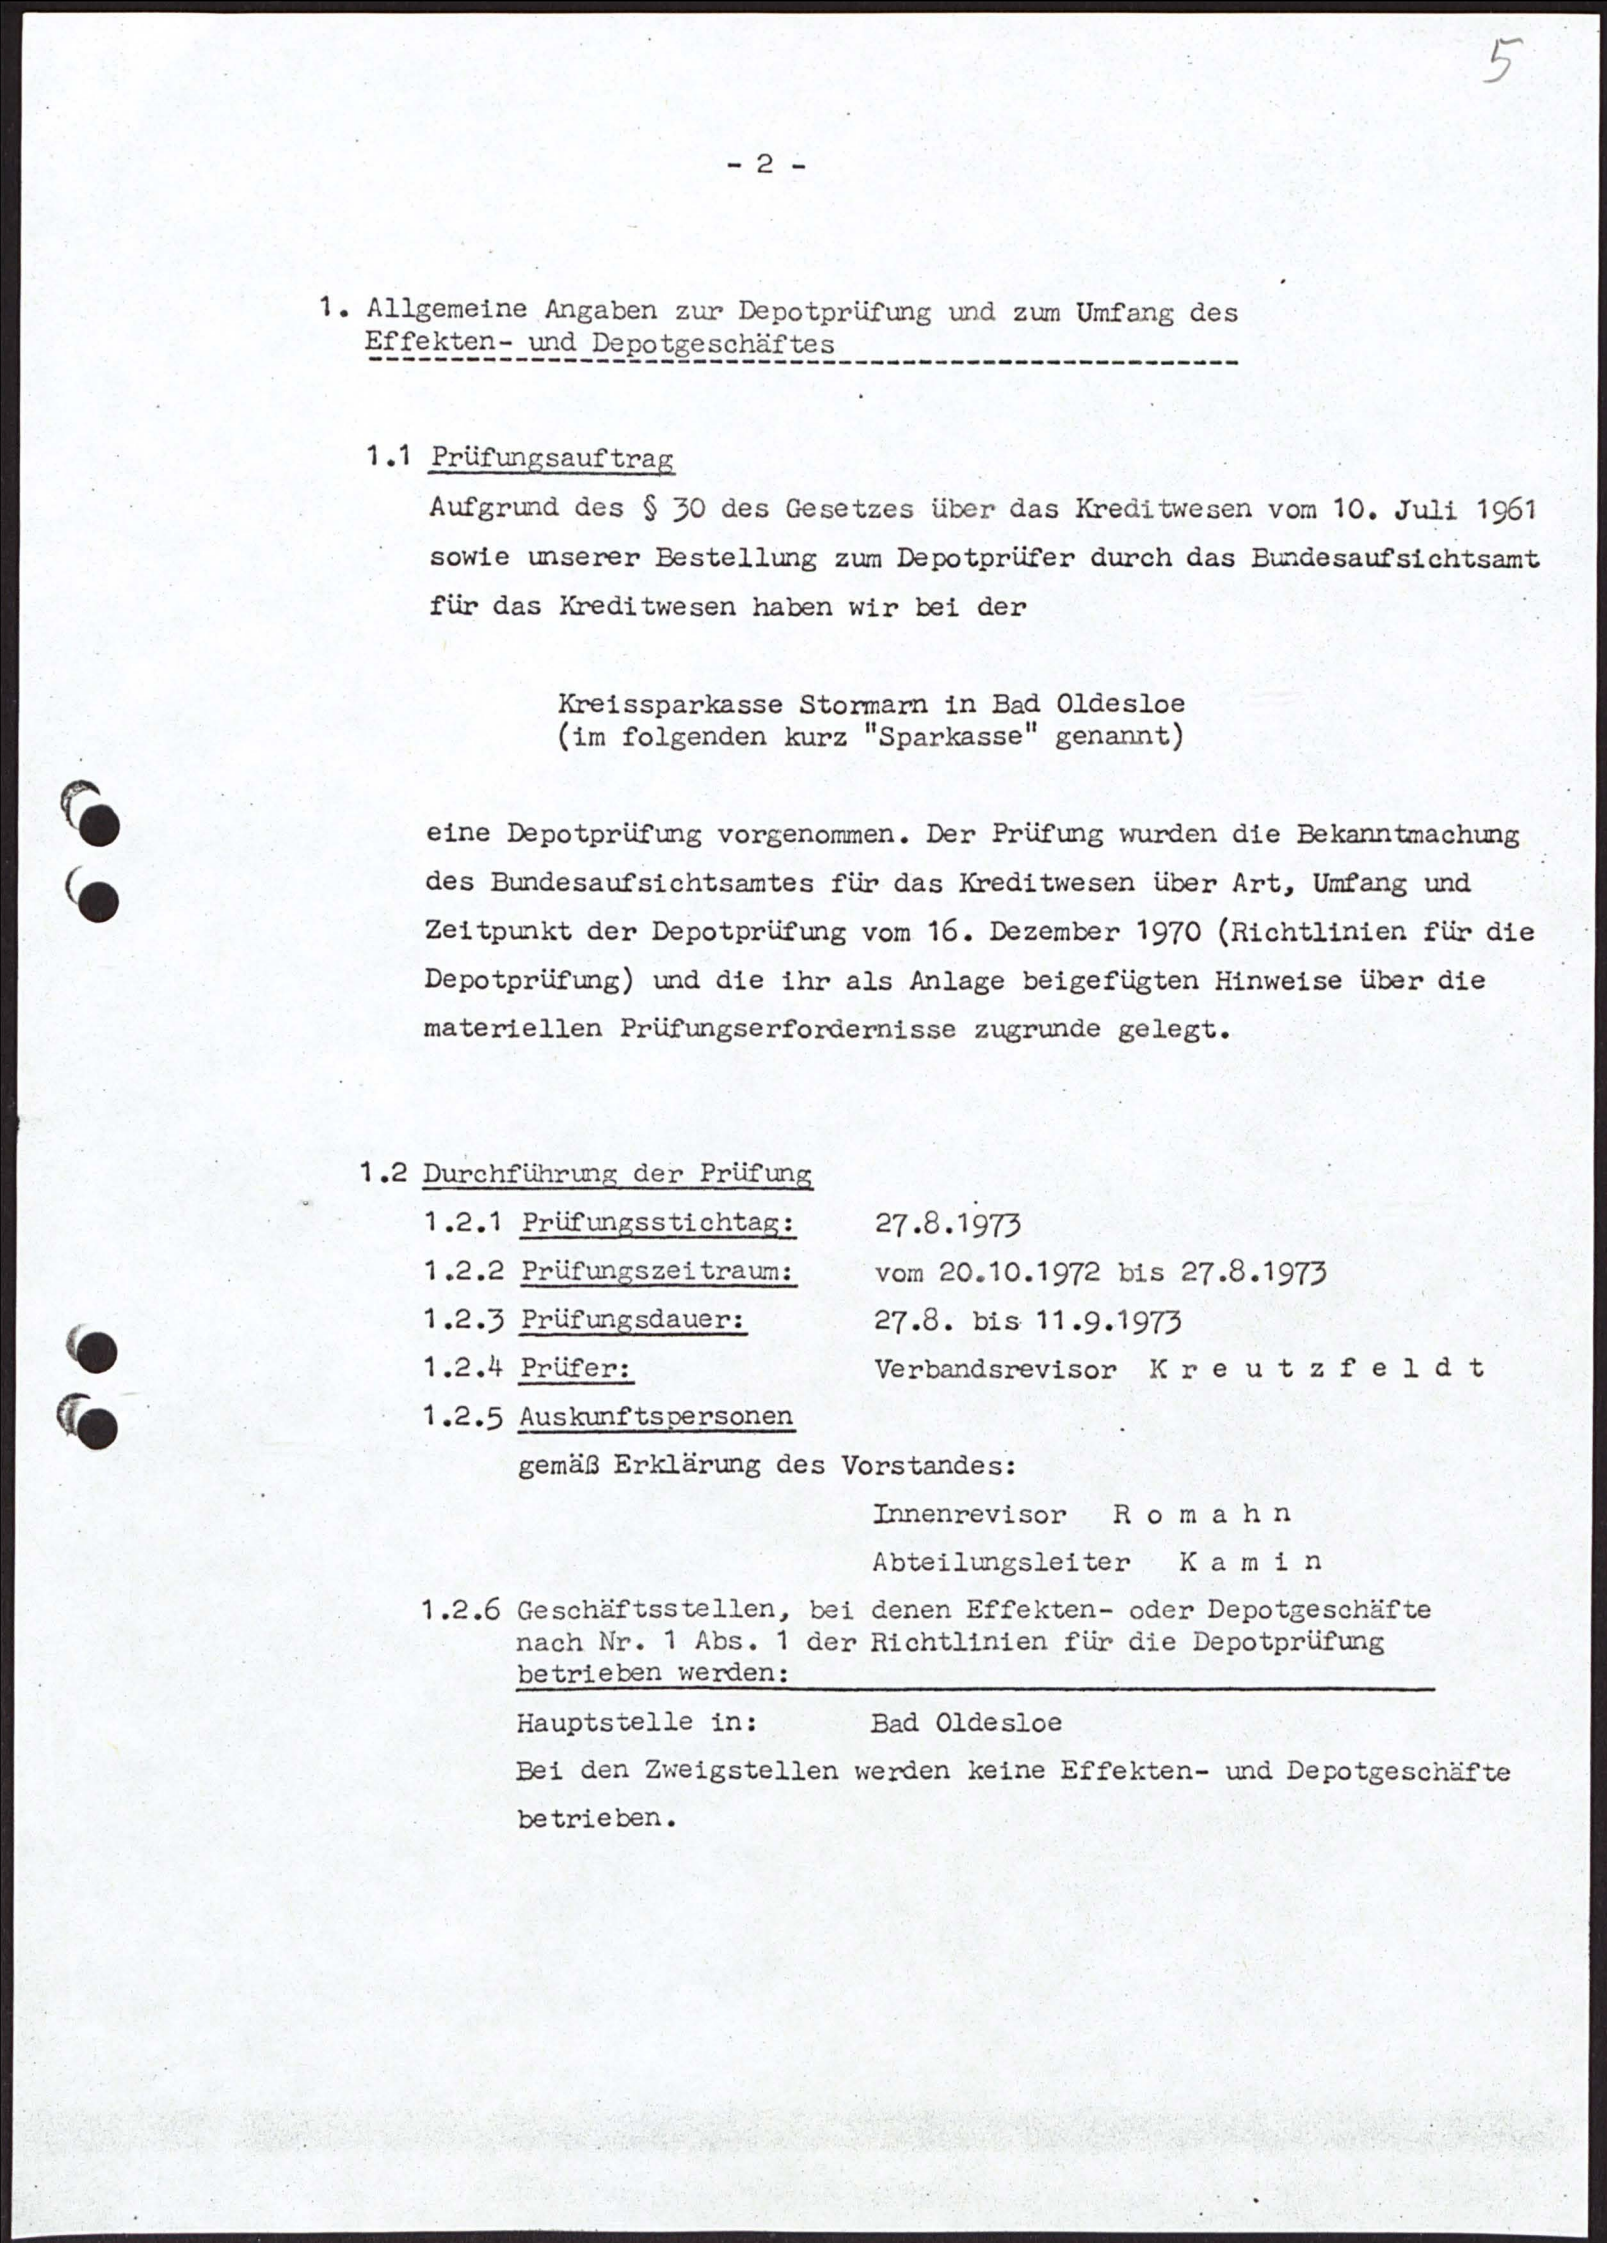 5
- 2 -
1. Allgemeine Angaben zur Depotprüfung und zum Umfang des
Effekten- und Depotgeschäftes
1.1 Prüfungsauftrag
Aufgrund des § 30 des Gesetzes über das Kreditwesen vom 10. Juli 1961
sowie unserer Bestellung zum Depotprüfer durch das Bundesaufsichtsamt
für das Kreditwesen haben wir bei der
Kreissparkasse Stormarn in Bad Oldesloe
(im folgenden kurz "Sparkasse" genannt)
eine Depotprüfung vorgenommen. Der Prüfung wurden die Bekanntmachung
des Bundesaufsichtsamtes für das Kreditwesen über Art, Umfang und
Zeitpunkt der Depotprüfung vom 16. Dezember 1970 (Richtlinien für die
Depotprüfung) und die ihr als Anlage beigefügten Hinweise über die
materiellen Prüfungserfordernisse zugrunde gelegt.
1.2 Durchführung der Prüfung
1.2.1 Prüfungsstichtag: 27.8.1973
1.2.2 Prüfungszeitraum: vom 20.10.1972 bis 27.8.1973
1.2.3 Prüfungsdauer: 27.8. bis 11.9.1973
1.2.4 Prüfer: Verbandsrevisor K r e u t z f e l d t
1.2.5 Auskunftspersonen
gemäß Erklärung des Vorstandes:
Innenrevisor R o m a h n
Abteilungsleiter K a m i n
1.2.6 Geschäftsstellen, bei denen Effekten- oder Depotgeschäfte
nach Nr. 1 Abs. 1 der Richtlinien für die Depotprüfung
betrieben werden:
Hauptstelle in: Bad Oldesloe
Bei den Zweigstellen werden keine Effekten- und Depotgeschäfte
betrieben.